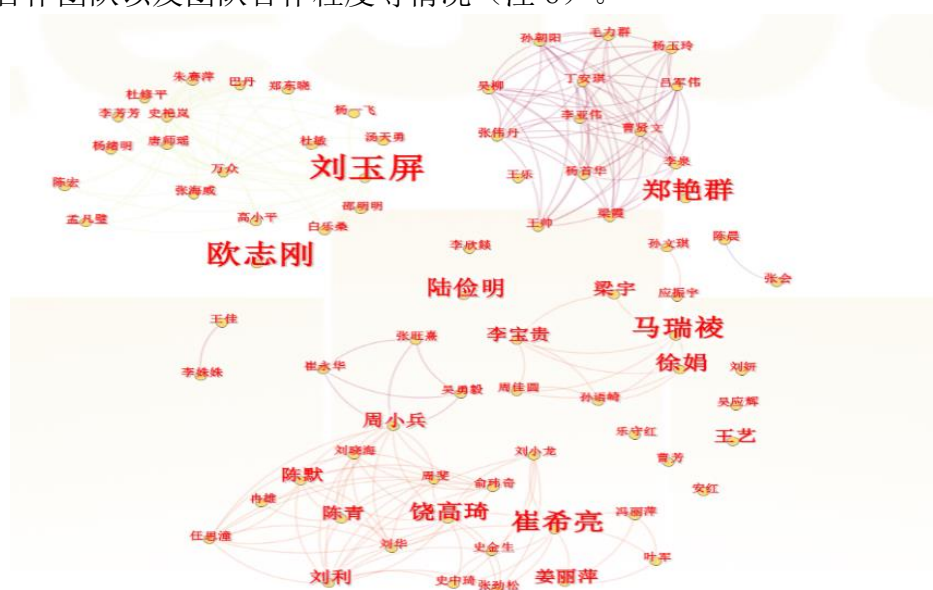 合作团队以及团队合作程度等情况（注 6）。
孙朝阳
毛力群
杨玉玲
朱赛萍
巴丹
郑东晓
杜修平
丁安琪
吕军伟
吴柳
李芳芳
史艳岚
杨一飞
李亚伟
曹贤文
张伟丹
杨绪明
唐师瑶
杜敏
汤天勇
刘玉屏
李泉
万众
王乐
杨百华
陈宏
张海威
郑艳群
邵明明
孟凡璧
高小平
白乐桑
王帅
梁霞
欧志刚
李欣燚
孙文琪
陈晨
陆俭明
梁宇
应振宇
张会
王佳
张旺熹
李宝贵
马瑞祾
李姝姝
崔永华
徐娟
刘妍
吴勇毅
周佳圆
孙道崎
吴应辉
周小兵
乐守红
王艺
刘晓海
刘小龙
曹芳
陈默
周斐
俞玮奇
安红
冉雄
陈青
饶高琦
崔希亮
冯丽萍
任思潼
刘华
史金生
叶军
刘利
史中琦
张劲松
姜丽萍